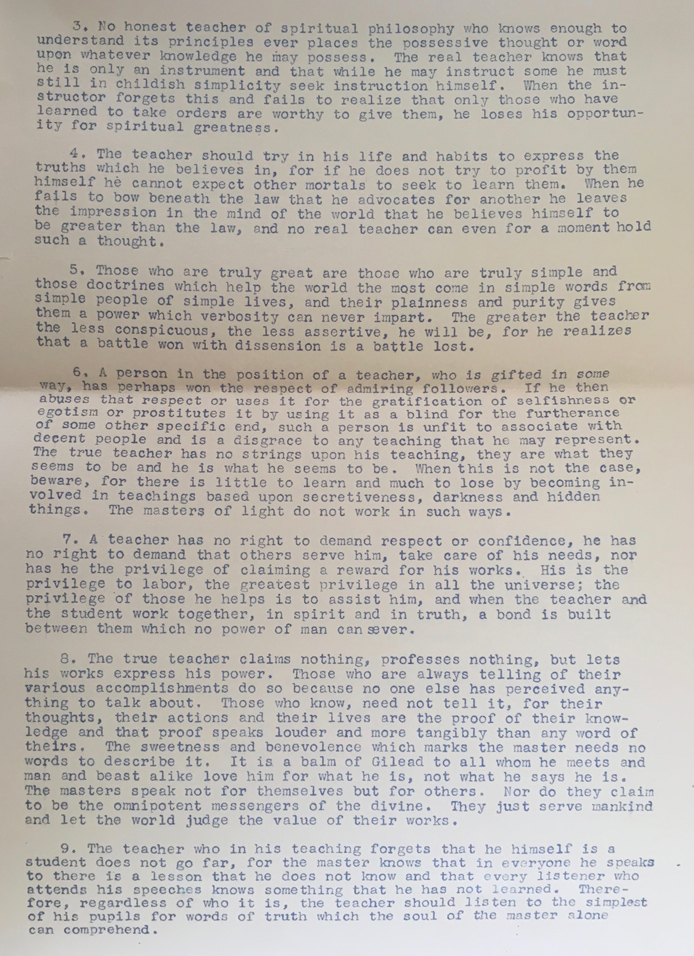 3. No honest teacher of spiritual philosophy who knows enough to
understand its principles ever places the possessive thought or word
upon whatever knowledge he may possess. The real teacher knows that
he is only an instrument and that while he may instruct some he must
still in childish simplicity seek instruction himself. When the in-
structor forgets this and fails to realize that only those who have
learned to take orders are worthy to give them, he loses his opportun-
ity for spiritual greatness.
4. The teacher should try in his life and habits to express the
truths which he believes in, for if he does not try to profit by them
himself he cannot expect other mortals to seek to learn them. When he
fails to bow beneath the law that he advocates for another he leaves
the impression in the mind of the world that he believes himself to
be greater than the law, and no real teacher can even for a moment hold
such a thought.
5. Those who are truly great are those who are truly simple and
those doctrines which help the world the most come in simple words from
simple people of simple lives, and their plainness and purity gives
them a power which verbosity can never impart. The greater the teacher
the less conspicuous, the less assertive, he will be, for he realizes
that a battle won with dissension is a battle lost.
6. A person in the position of a teacher, who is gifted in some
way, has perhaps won the respect of admiring followers. If he then
abuses that respect or uses it for the gratification of selfishness or
egotism or prostitutes it by using it as a blind for the furtherance
of some other specific end, such a person is unfit to associate with
decent people and is a disgrace to any teaching that he may represent.
The true teacher has no strings upon his teaching, they are what they
seems to be and he is what he seems to be. When this is not the case,
beware, for there is little to learn and much to lose by becoming in-
volved in teachings based upon secretiveness, darkness and hidden
things. The masters of light do not work in such ways.
7. A teacher has no right to demand respect or confidence, he has
no right to demand that others serve him, take care of his needs, nor
has he the privilege of claiming a reward for his works. His is the
privilege to labor, the greatest privilege in all the universe; the
privilege of those he helps is to assist him, and when the teacher and
the student work together, in spirit and in truth, a bond is built
between them which no power of man can sever.
8. The true teacher claims nothing, professes nothing, but lets
his works express his power. Those who are always telling of their
various accomplishments do so because no one else has perceived any-
thing to talk about. Those who know, need not tell it, for their
thoughts, their actions and their lives are the proof of their know-
ledge and that proof speaks louder and more tangibly than any word of
theirs. The sweetness and benevolence which marks the master needs no
words to describe it. It is a balm of Gilead to all whom he meets and
man and beast alike love him for what he is, not what he says he is.
The masters speak not for themselves but for others. Nor do they claim
to be the omnipotent messengers of the divine. They just serve mankind
and let the world judge the value of their works.
9. The teacher who in his teaching forgets that he himself is a
student does not go far, for the master knows that in everyone he speaks
to there is a lesson that he does not know and that every listener who
attends his speeches knows something that he has not learned. There-
fore, regardless of who it is, the teacher should listen to the simplest
of his pupils for words of truth which the soul of the master alone
can comprehend.